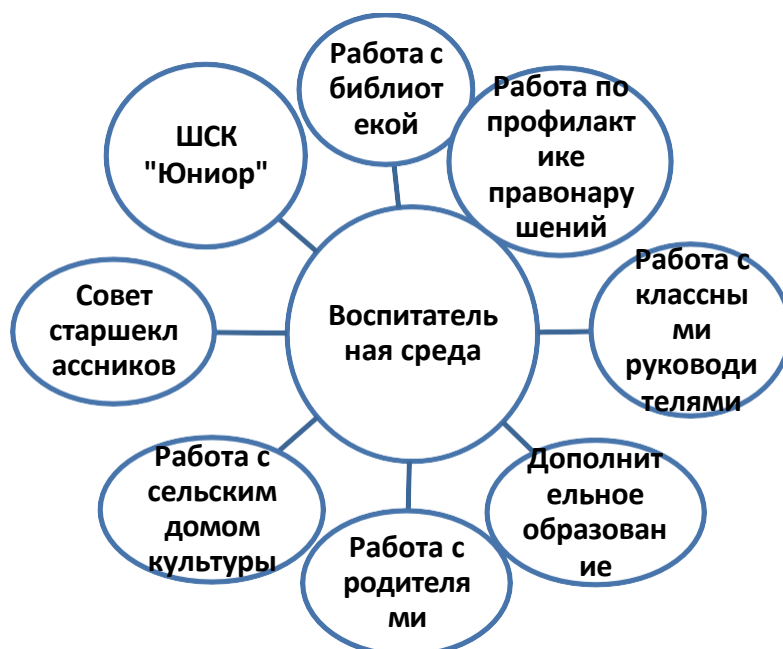 Работа с
библиот
екой
Работа по
профилакт
ике
правонару
шений
Работа с
классны
ми
руководи
телями
Дополнит
ельное
образован
ие
Работа с
родителя
ми
Работа с
сельским
домом
культуры
Совет
старшекл
ассников
ШСК
"Юниор"
Воспитатель
ная среда